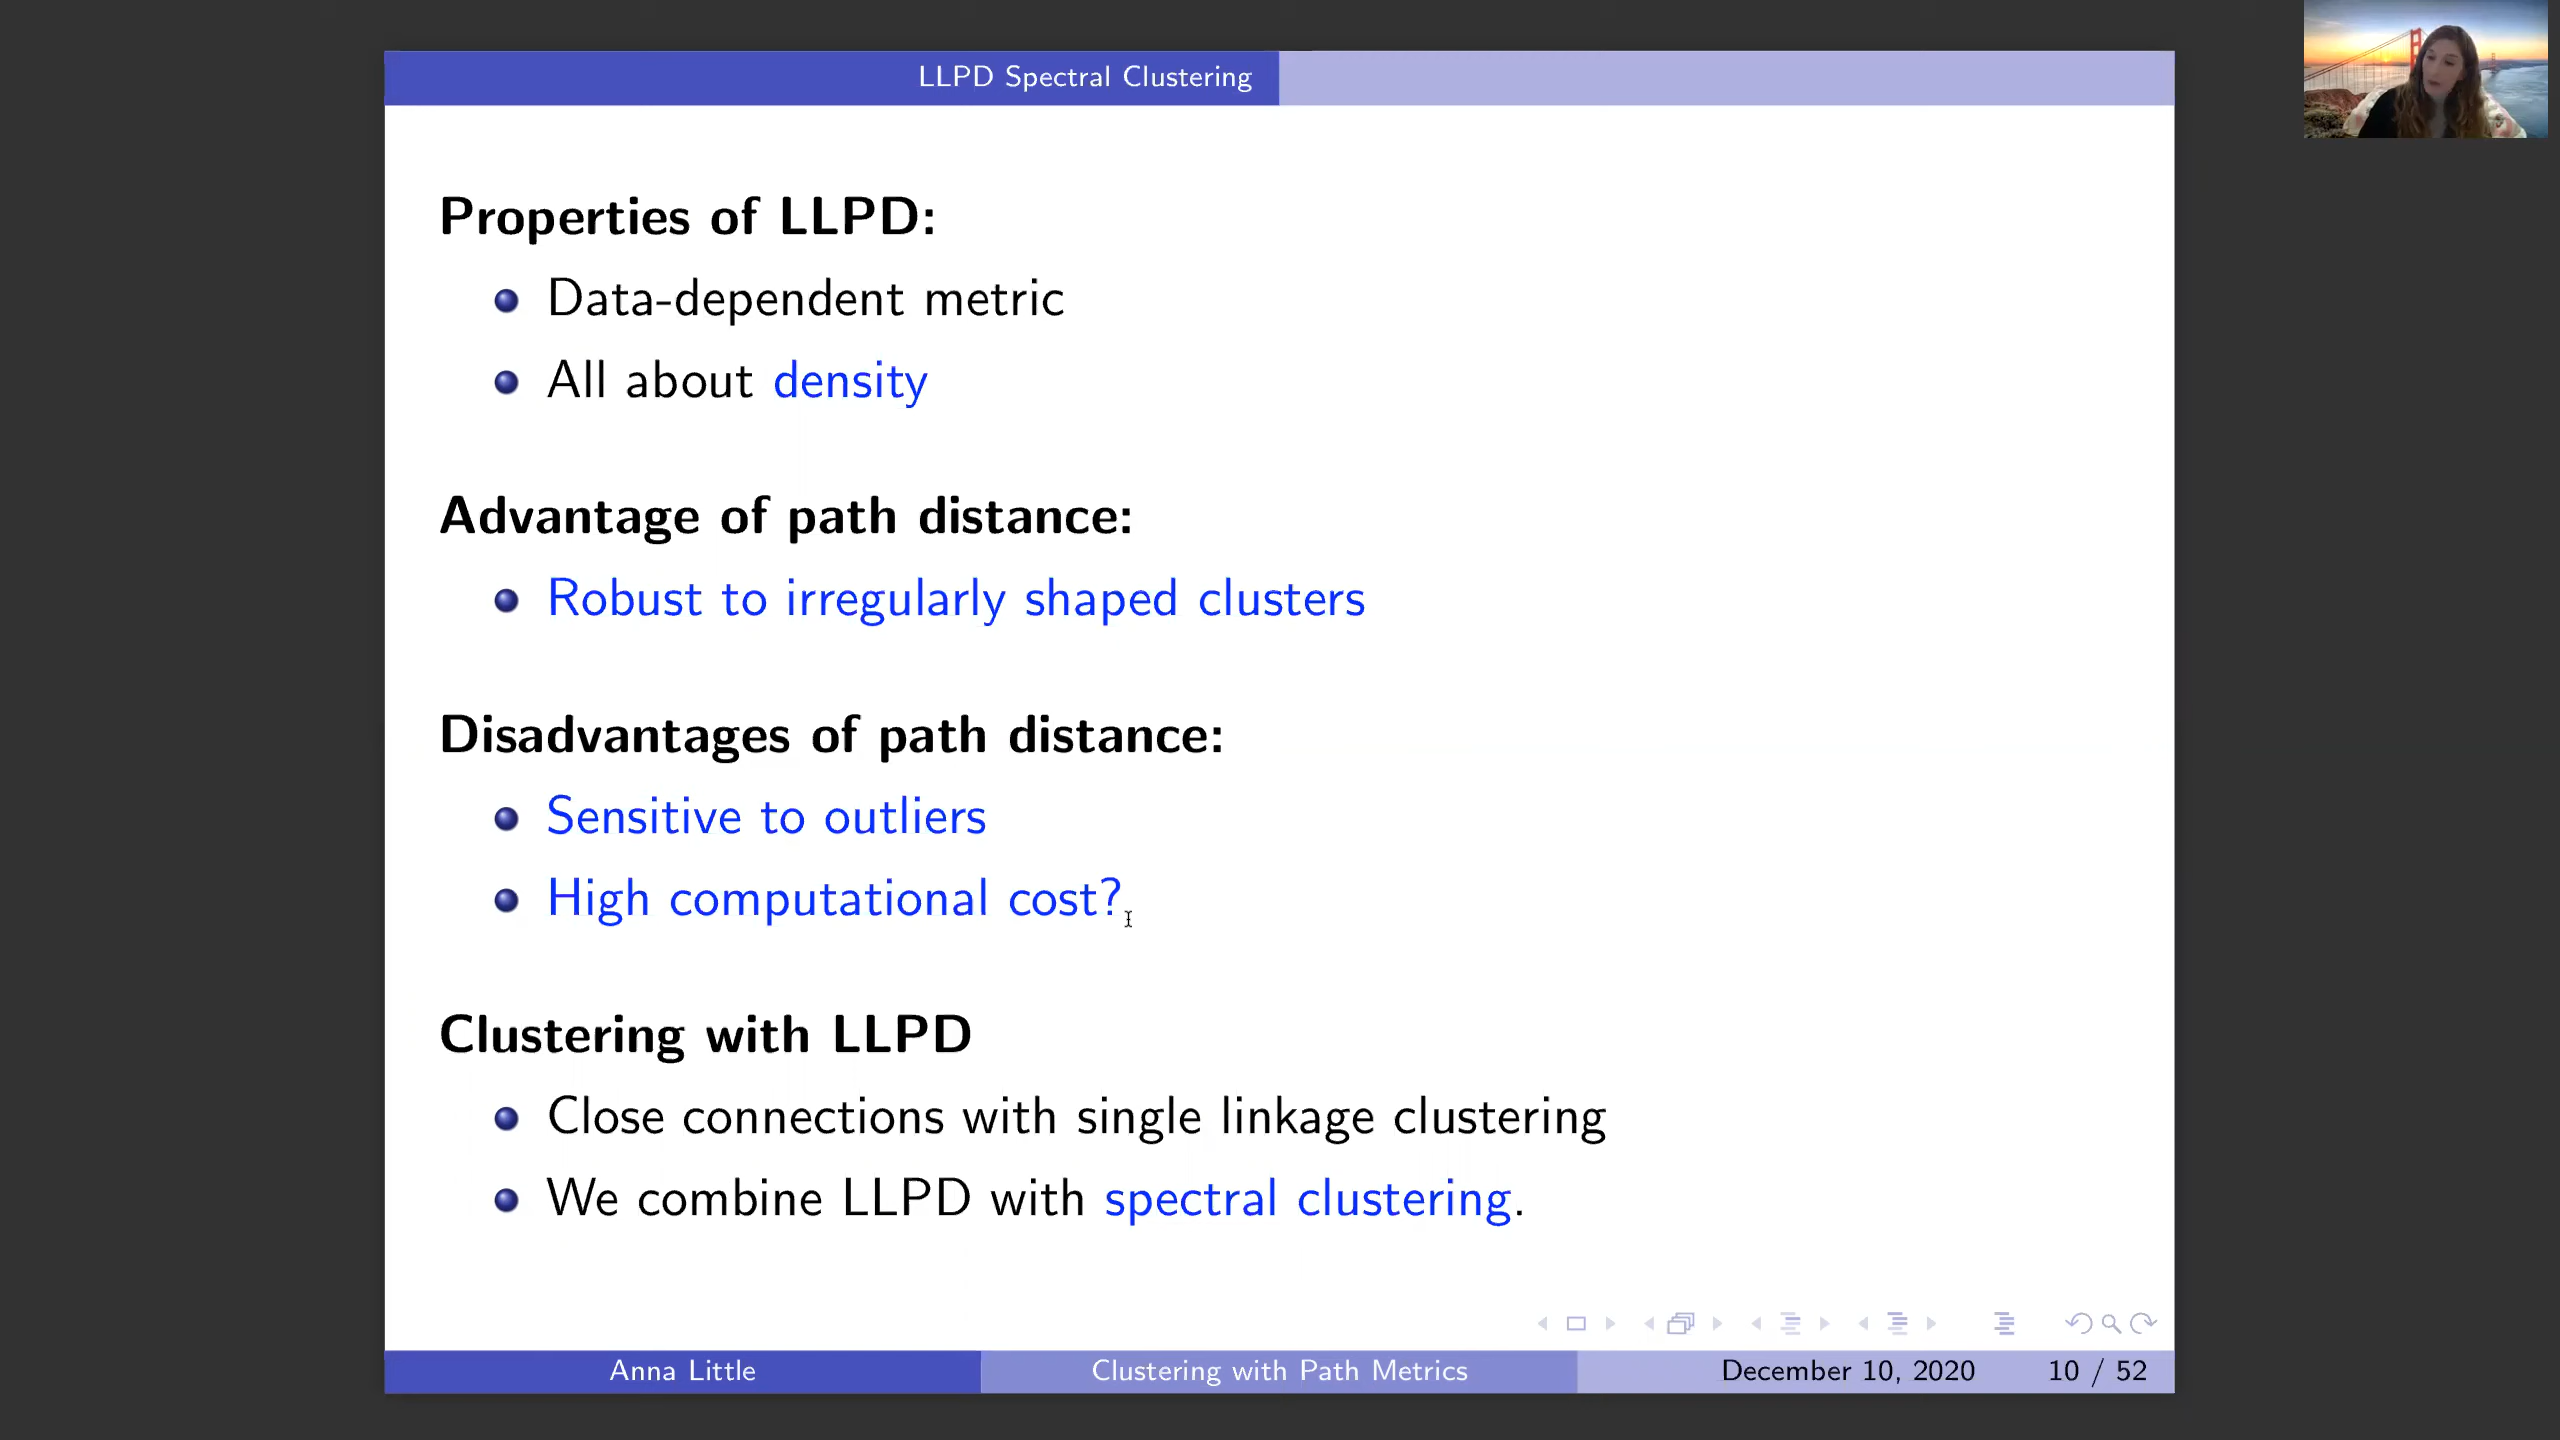 LLPD Spectral Clustering
Properties of LLPD:
Data-dependent metric
All about density
Advantage of path distance:
Robust to irregularly shaped clusters
Disadvantages of path distance:
Sensitive to outliers
High computational cost?
Clustering with LLPD
Close connections with single linkage clustering
We combine LLPD with spectral clustering.
Anna Little Clustering with Path Metrics December 10, 2020 10 / 52